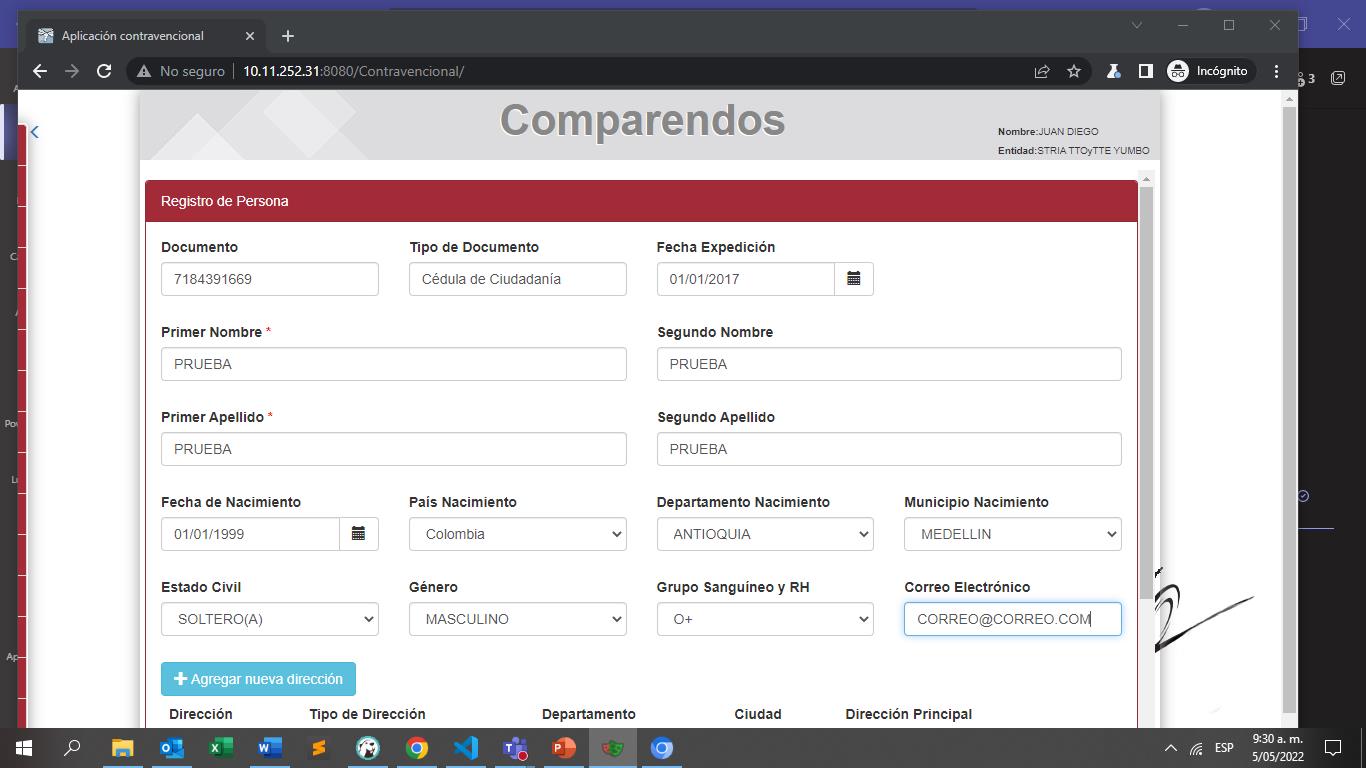 Aplicación contravencional
No seguro
10.11.252.31:8080/Contravencional/
Incógnito
3
Comparendos
Nombre:JUAN DIEGO
Entidad:STRIA TTOyTTE YUMBO
Registro de Persona
Documento
Tipo de Documento
Fecha Expedición
7184391669
Cédula de Ciudadanía
01/01/2017
Primer Nombre *
Segundo Nombre
PRUEBA
PRUEBA
Primer Apellido *
Segundo Apellido
PRUEBA
PRUEBA
Fecha de Nacimiento
País Nacimiento
Departamento Nacimiento
Municipio Nacimiento
01/01/1999
Colombia
ANTIOQUIA
MEDELLIN
Estado Civil
Género
Grupo Sanguíneo y RH
Correo Electrónico
SOLTERO(A)
MASCULINO
O+
CORREO@CORREO.COM
Agregar nueva dirección
Dirección
Tipo de Dirección
Departamento
Ciudad
Dirección Principal
ESP
9:30 a. m.
5/05/2022